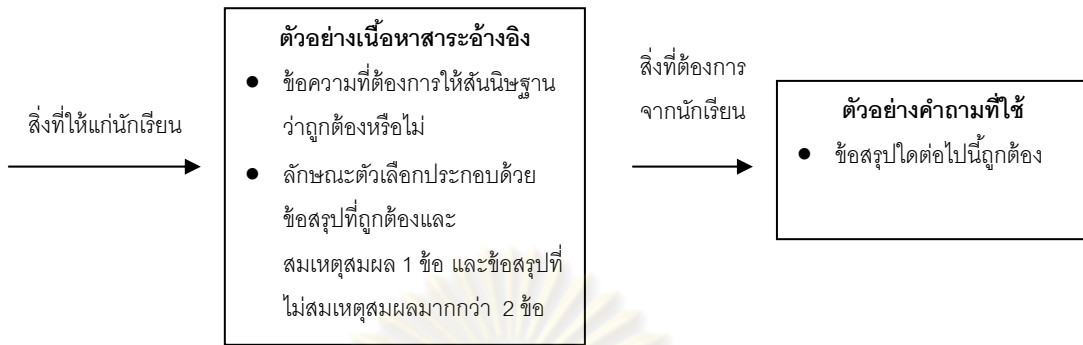 สิ่งที่ให้แก่นักเรียน
ตัวอย่างเนื้อหาสาระอ้างอิง
● ข้อความที่ต้องการให้สันนิษฐาน
ว่าถูกต้องหรือไม่
● ลักษณะตัวเลือกประกอบด้วย
ข้อสรุปที่ถูกต้องและ
สมเหตุสมผล 1 ข้อ และข้อสรุปที่
ไม่สมเหตุสมผลมากกว่า 2 ข้อ
สิ่งที่ต้องการ
จากนักเรียน
ตัวอย่างคำถามที่ใช้
● ข้อสรุปใดต่อไปนี้ถูกต้อง